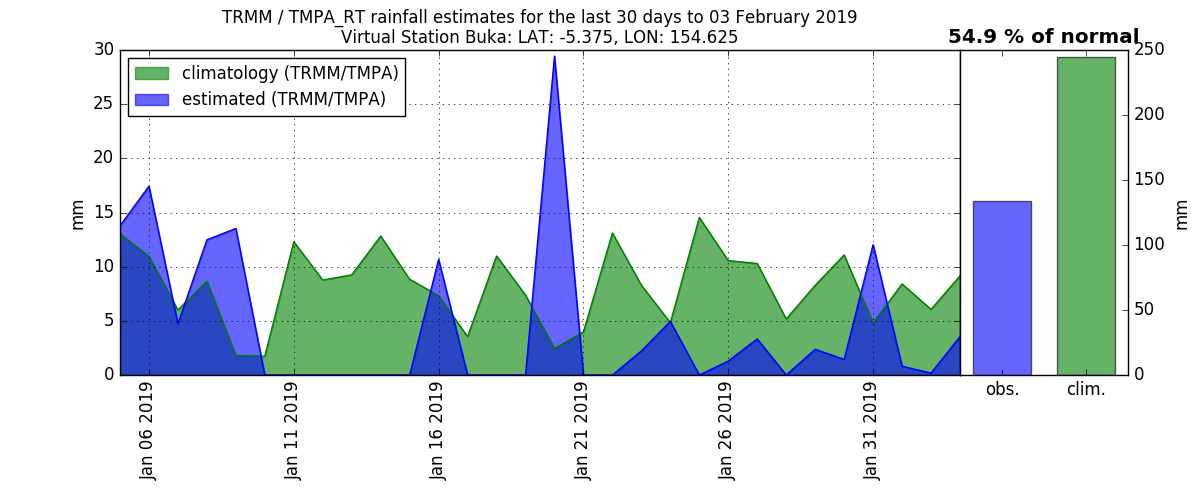 TRMM / TMPA_RT rainfall estimates for the last 30 days to 03 February 2019
Virtual Station Buka: LAT: -5.375, LON: 154.625
54.9 % of normal
climatology (TRMM/TMPA)
estimated (TRMM/TMPA)
mm
30
25
20
15
10
5
0
Jan 06 2019
Jan 11 2019
Jan 16 2019
Jan 21 2019
Jan 26 2019
Jan 31 2019
obs.
clim.
250
200
150
100
50
0
mm